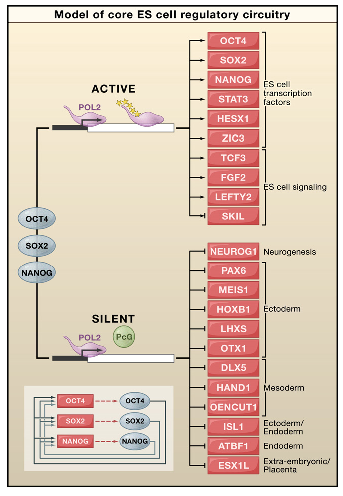 Model of core ES cell regulatory circuitry
ACTIVE
POL2
OCT4
SOX2
NANOG
STAT3
HESX1
ZIC3
ES cell
transcription
factors
TCF3
FGF2
LEFTY2
SKIL
ES cell signaling
OCT4
SOX2
NANOG
SILENT
POL2
PcG
NEUROG1
Neurogenesis
PAX6
MEIS1
HOXB1
LHXS
OTX1
Ectoderm
DLX5
HAND1
OENCUT1
Mesoderm
ISL1
Ectoderm/
Endoderm
ATBF1
Endoderm
ESX1L
Extra-embryonic/
Placenta
OCT4
OCT4
SOX2
SOX2
NANOG
NANOG